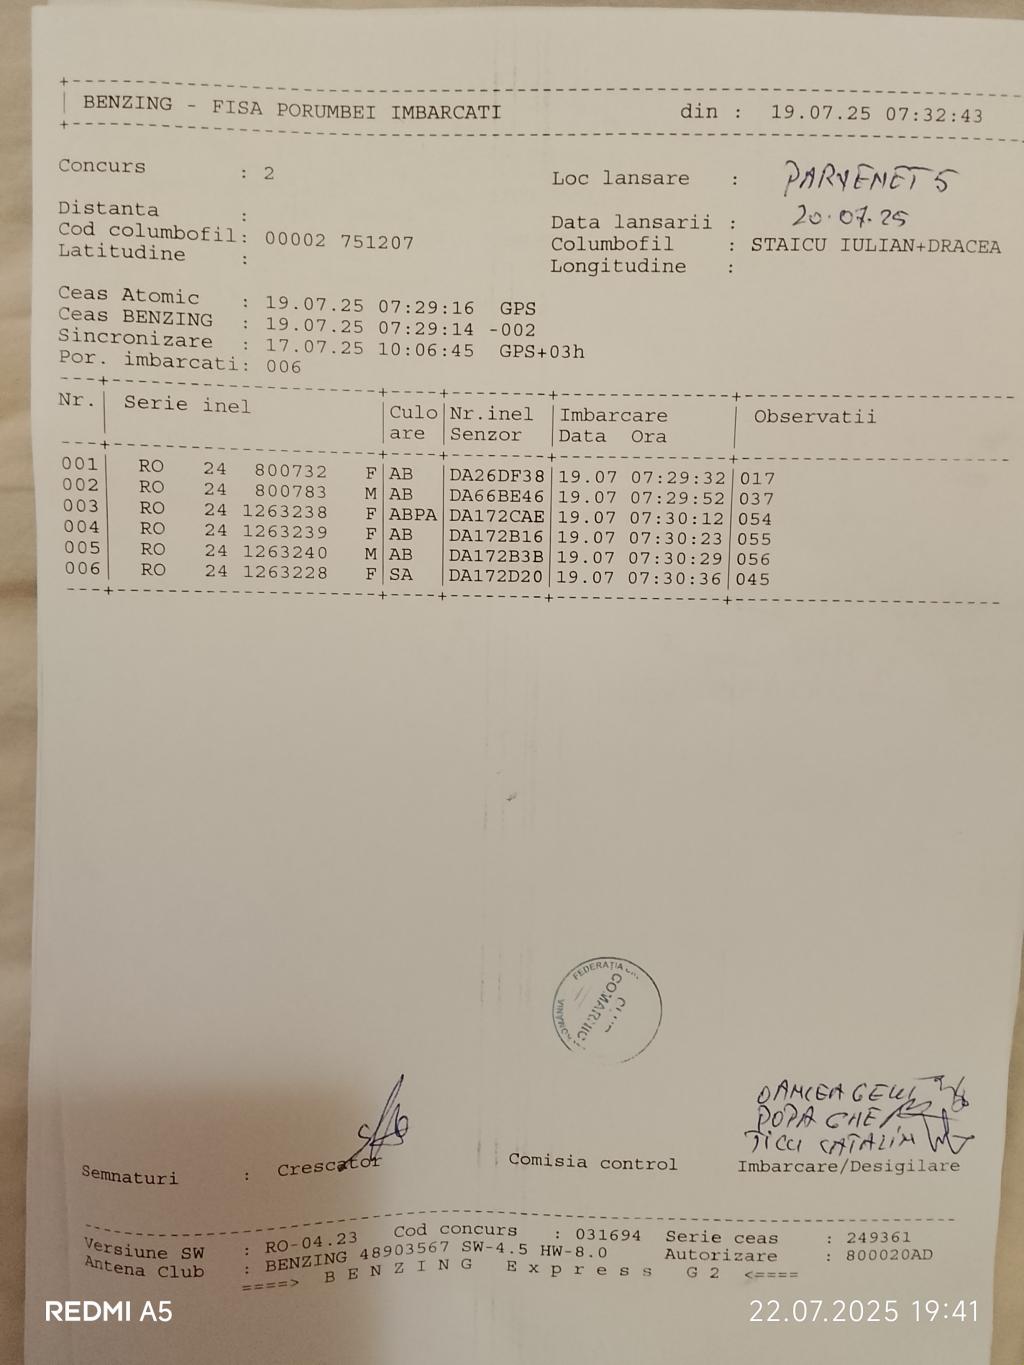 BENZING - FISA PORUMBEI IMBARCATI din : 19.07.25 07:32:43
Concurs : 2 Loc lansare : PARVENET 5
Distanta : Data lansarii : 20.07.25
Cod columbofil: 00002 751207 Columbofil : STAICU IULIAN+DRACEA
Latitudine : Longitudine :
Ceas Atomic : 19.07.25 07:29:16 GPS
Ceas BENZING : 19.07.25 07:29:14 -002
Sincronizare : 17.07.25 10:06:45 GPS+03h
Por. imbarcati: 006
Nr. Serie inel Culo Nr.inel Imbarcare Observatii
are Senzor Data Ora
001 RO 24 800732 F AB DA26DF38 19.07 07:29:32 017
002 RO 24 800783 M AB DA66BE46 19.07 07:29:52 037
003 RO 24 1263238 F ABPA DA172CAE 19.07 07:30:12 054
004 RO 24 1263239 F AB DA172B16 19.07 07:30:23 055
005 RO 24 1263240 M AB DA172B3B 19.07 07:30:29 056
006 RO 24 1263228 F SA DA172D20 19.07 07:30:36 045
FEDERATIA
ROMÂNIA
DAMCEA GELU
POPA GHE
TICU CATALIN
Semnaturi : Crescator Comisia control Imbarcare/Desigilare
Versiune SW : RO-04.23 Cod concurs : 031694 Serie ceas : 249361
Antena Club : BENZING 48903567 SW-4.5 HW-8.0 Autorizare : 800020AD
====> B E N Z I N G E x p r e s s G 2 <====
REDMI A5 22.07.2025 19:41